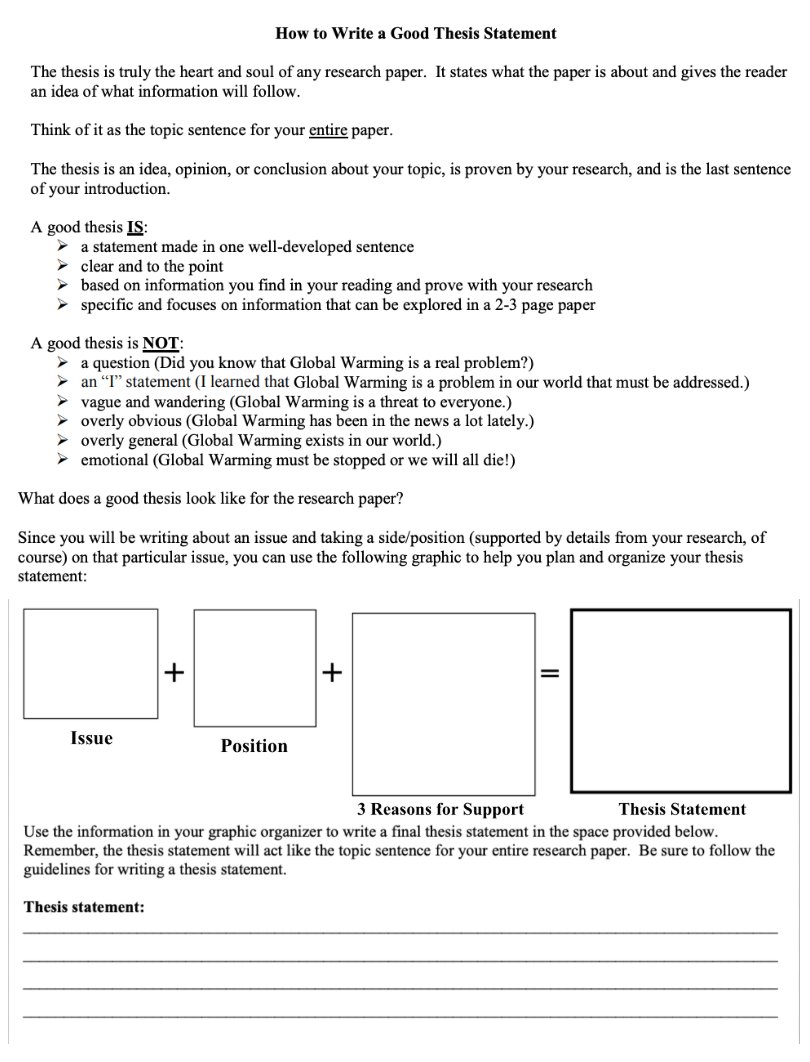 How to Write a Good Thesis Statement
The thesis is truly the heart and soul of any research paper.  It states what the paper is about and gives the reader
an idea of what information will follow.
Think of it as the topic sentence for your entire paper.
The thesis is an idea, opinion, or conclusion about your topic, is proven by your research, and is the last sentence
of your introduction.
A good thesis IS:
➢ a statement made in one well-developed sentence
➢ clear and to the point
➢ based on information you find in your reading and prove with your research
➢ specific and focuses on information that can be explored in a 2-3 page paper
A good thesis is NOT:
➢ a question (Did you know that Global Warming is a real problem?)
➢ an “I” statement (I learned that Global Warming is a problem in our world that must be addressed.)
➢ vague and wandering (Global Warming is a threat to everyone.)
➢ overly obvious (Global Warming has been in the news a lot lately.)
➢ overly general (Global Warming exists in our world.)
➢ emotional (Global Warming must be stopped or we will all die!)
What does a good thesis look like for the research paper?
Since you will be writing about an issue and taking a side/position (supported by details from your research, of
course) on that particular issue, you can use the following graphic to help you plan and organize your thesis
statement:
+ + =
Issue
Position
3 Reasons for Support
Thesis Statement
Use the information in your graphic organizer to write a final thesis statement in the space provided below.
Remember, the thesis statement will act like the topic sentence for your entire research paper.  Be sure to follow the
guidelines for writing a thesis statement.
Thesis statement: